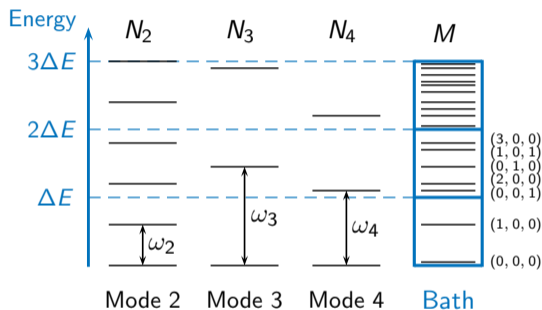 Energy
N₂ N₃ N₄ M
3ΔE
2ΔE
(3, 0, 0)
(1, 0, 1)
(0, 1, 0)
(2, 0, 0)
(0, 0, 1)
ΔE
ω₃
ω₄
(1, 0, 0)
ω₂
(0, 0, 0)
Mode 2 Mode 3 Mode 4 Bath